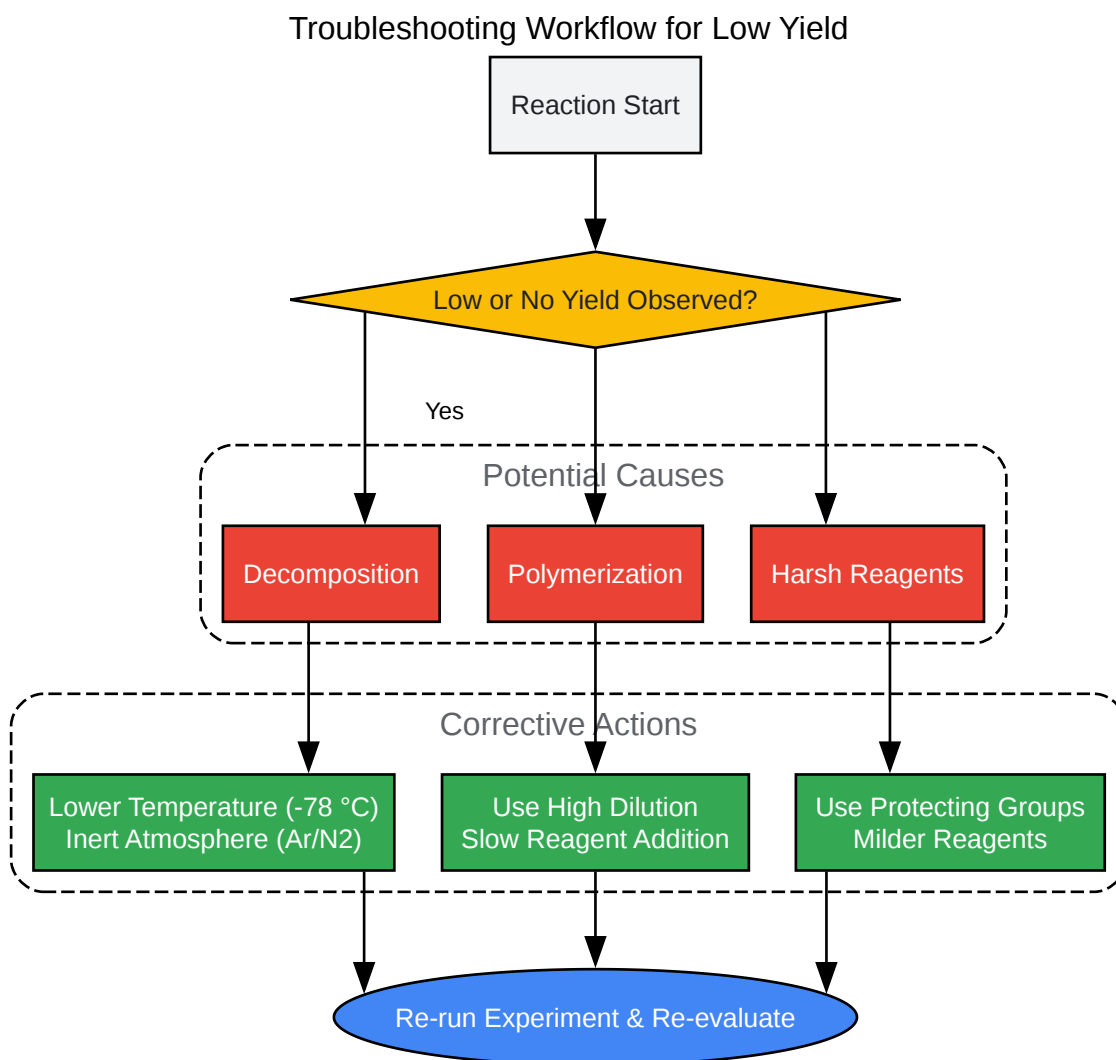 Troubleshooting Workflow for Low Yield
Reaction Start
Low or No Yield Observed?
Yes
Potential Causes
Decomposition
Polymerization
Harsh Reagents
Corrective Actions
Lower Temperature (-78 °C)
Inert Atmosphere (Ar/N2)
Use High Dilution
Slow Reagent Addition
Use Protecting Groups
Milder Reagents
Re-run Experiment & Re-evaluate